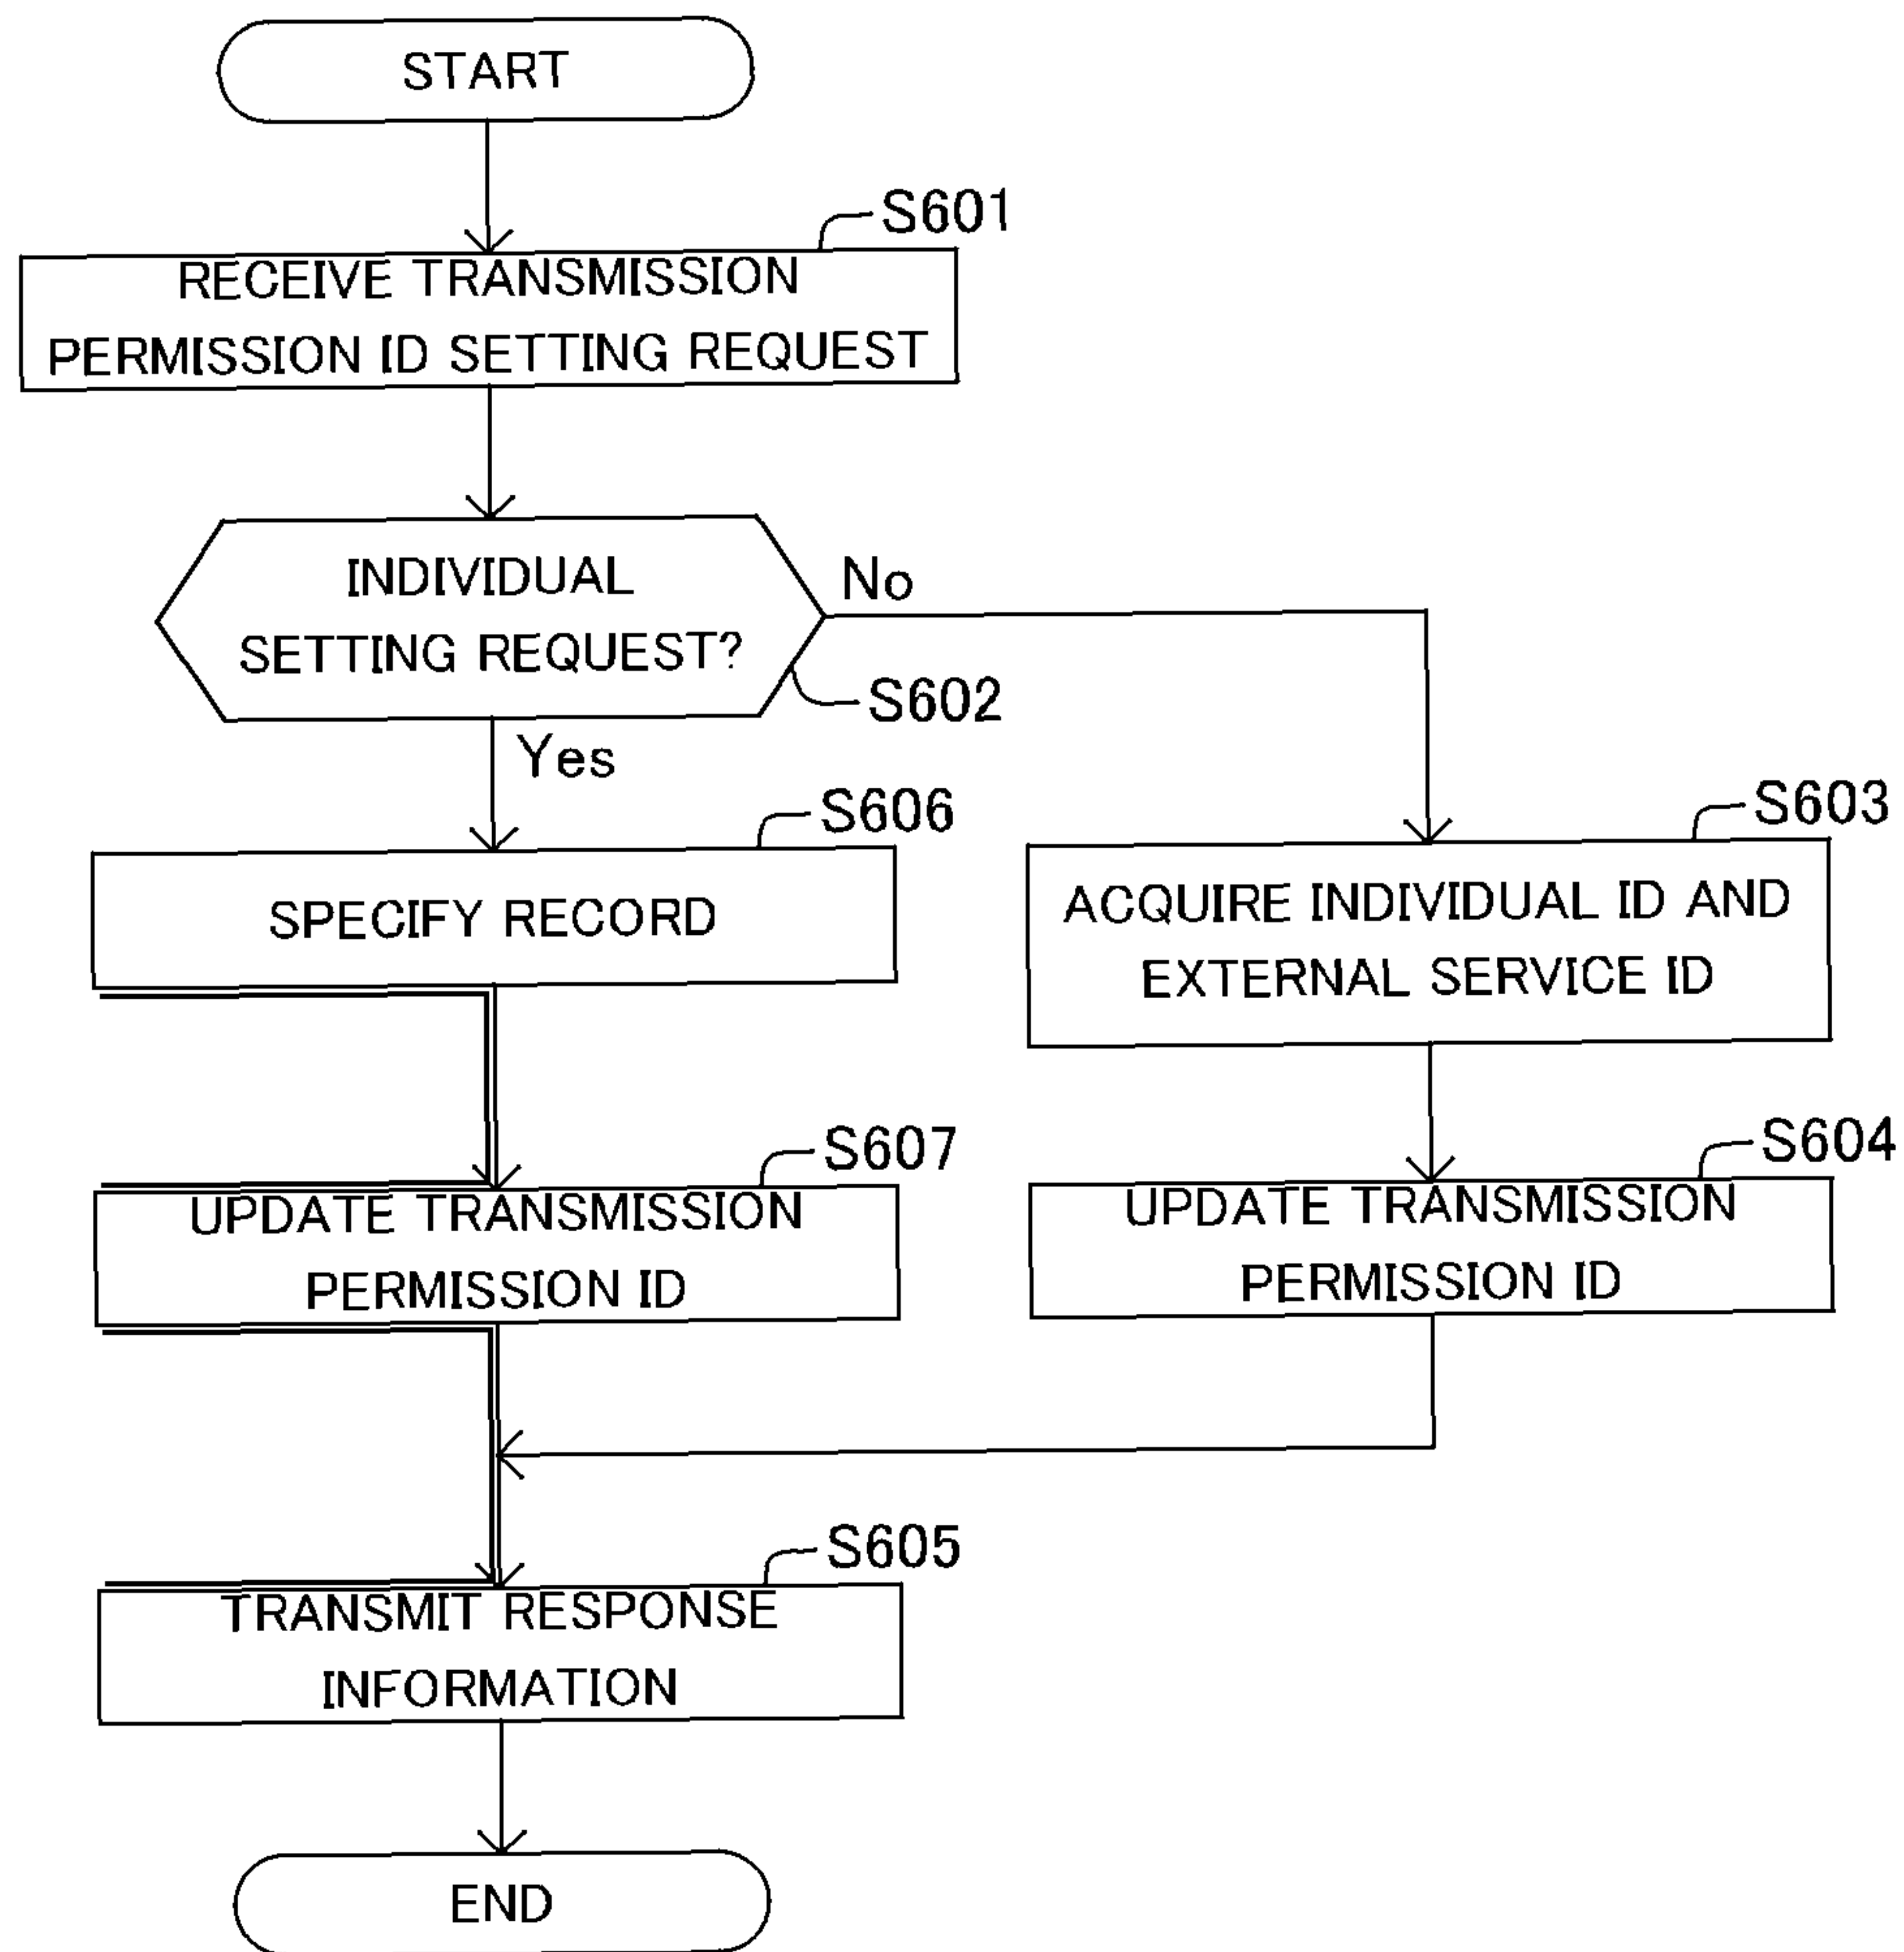 START
S601
RECEIVE TRANSMISSION
PERMISSION ID SETTING REQUEST
INDIVIDUAL
SETTING REQUEST?
No
S602
Yes
S606
SPECIFY RECORD
S603
ACQUIRE INDIVIDUAL ID AND
EXTERNAL SERVICE ID
S607
UPDATE TRANSMISSION
PERMISSION ID
S604
UPDATE TRANSMISSION
PERMISSION ID
S605
TRANSMIT RESPONSE
INFORMATION
END